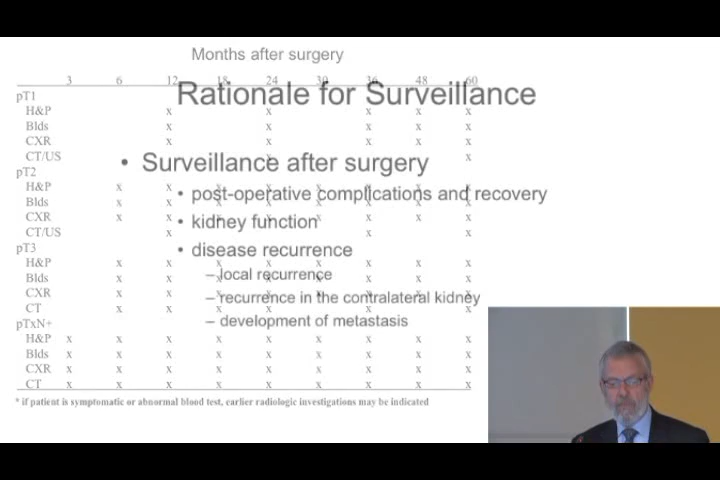 Months after surgery
3 6 12 18 24 30 36 48 60
Rationale for Surveillance
pT1
H&P x x x x x
Blds x x x x x
CXR x x x x x
CT/US x
• Surveillance after surgery
pT2
H&P x x x x x x x x
• post-operative complications and recovery
Blds x x x x x x x x
CXR x x x x x x x x
• kidney function
CT/US x x x
pT3
• disease recurrence
H&P x x x x x x x x
Blds x x x x x x x x
– local recurrence
CXR x x x x x x x x
– recurrence in the contralateral kidney
CT x x x x x x x x
pTxN+
– development of metastasis
H&P x x x x x x x x x
Blds x x x x x x x x x
CXR x x x x x x x x x
CT x x x x x x x x x
* if patient is symptomatic or abnormal blood test, earlier radiologic investigations may be indicated